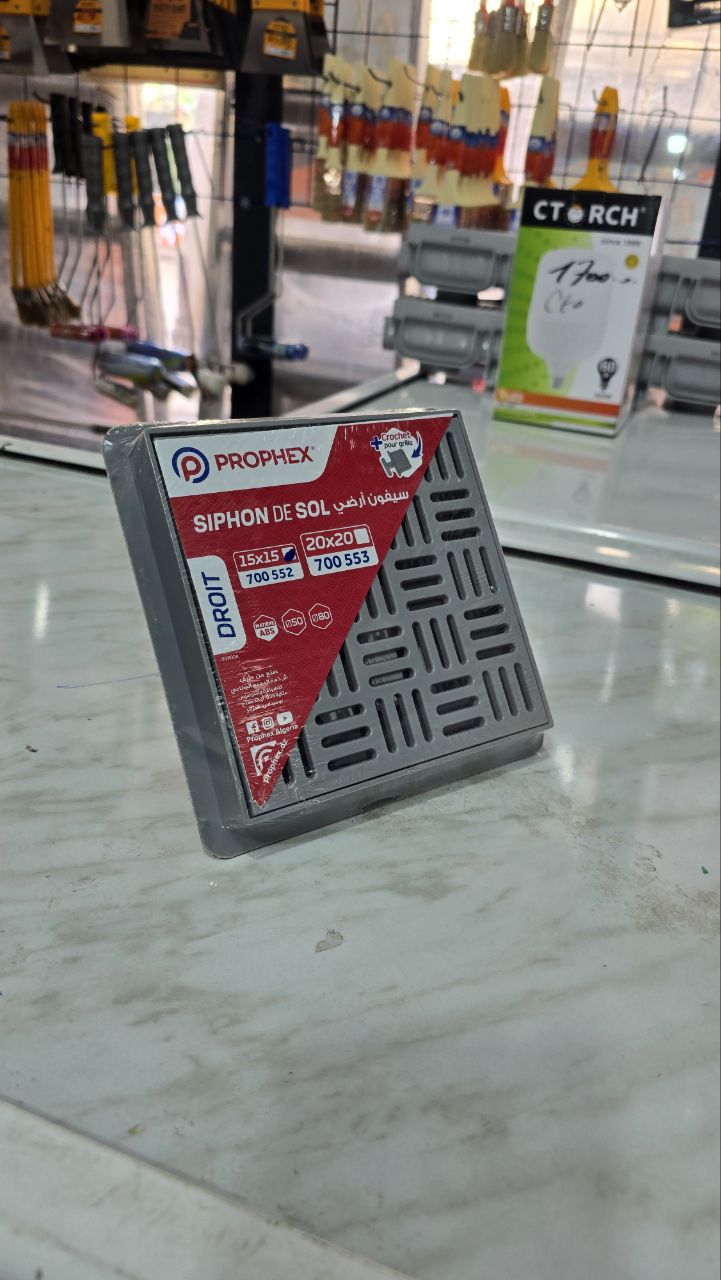 PROPHEX
+Crochet
pour grille
SIPHON DE SOL سيفون أرضي
15x15
700 552
20x20
700 553
DROIT
MATIÈRE
ABS
Ø50
Ø80
Prophex Algeria
prophex.dz
CTORCH
since 1999
1700